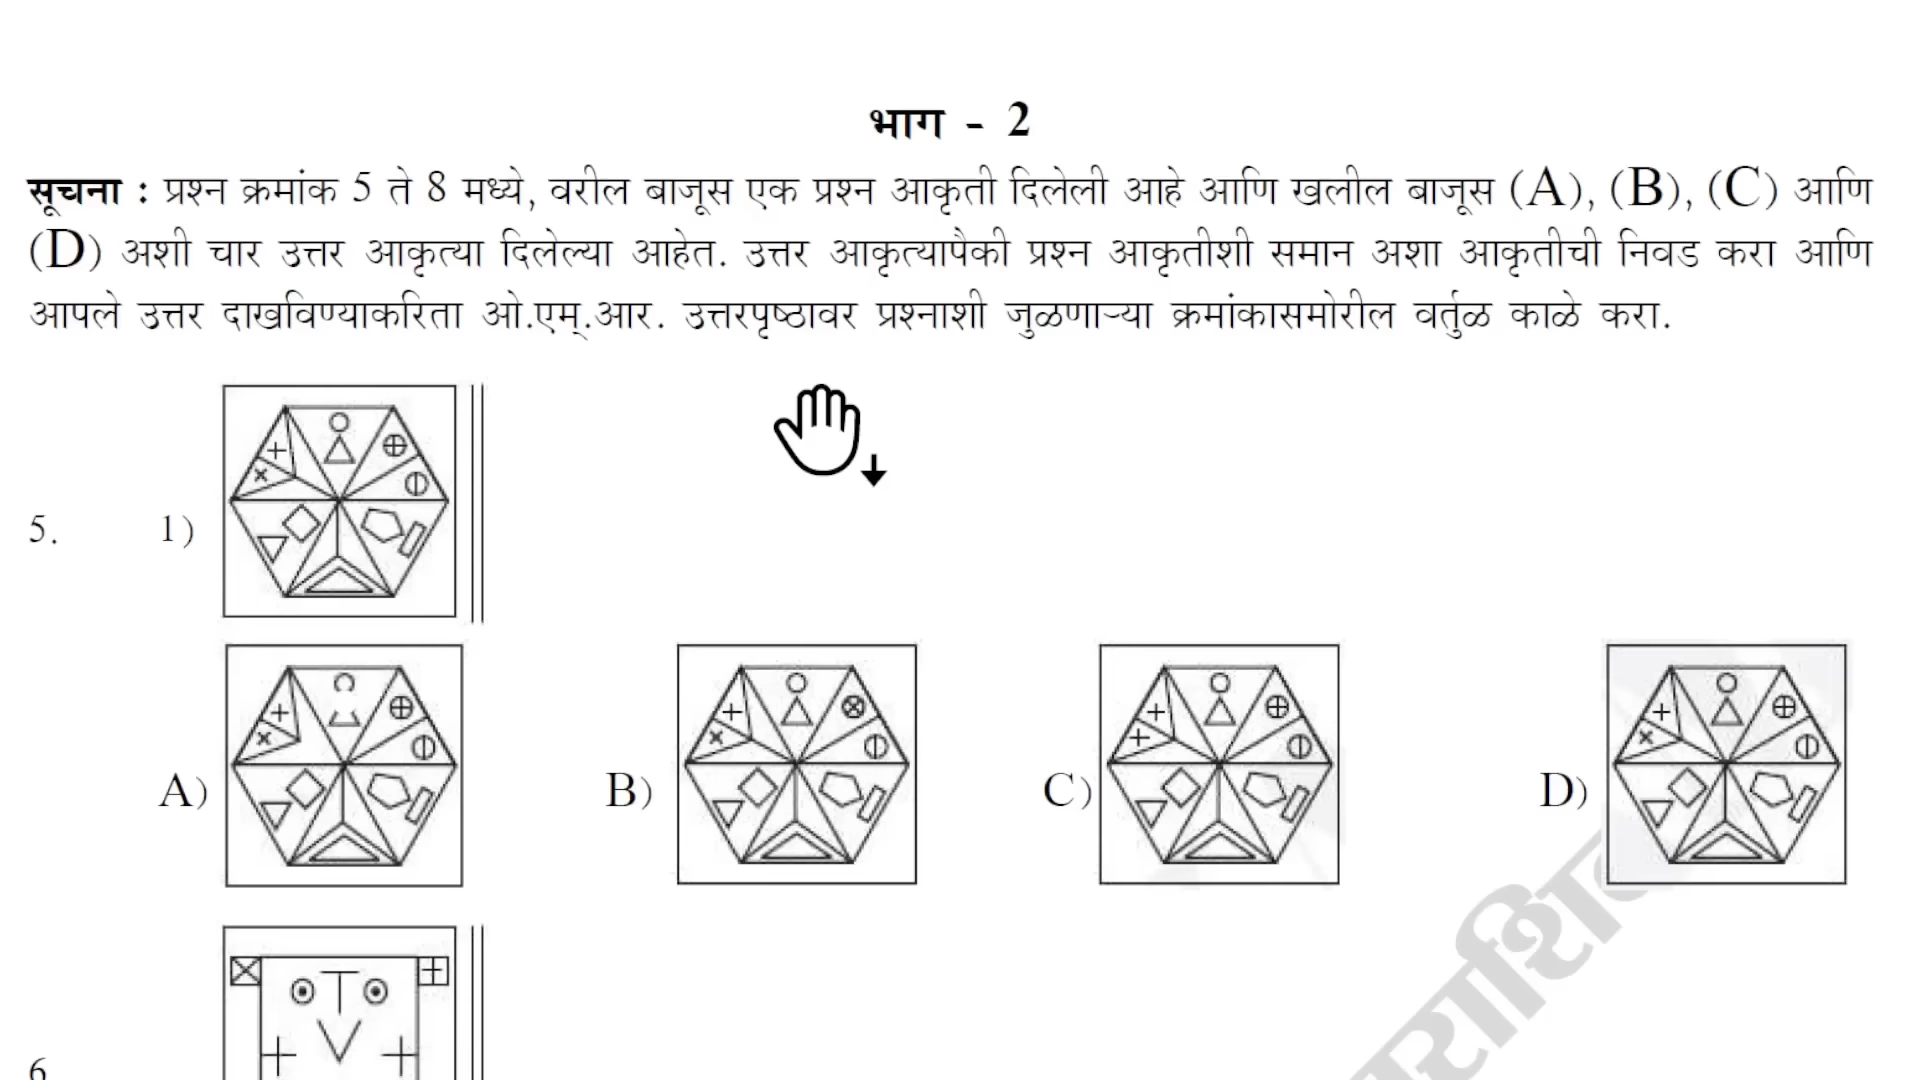 भाग - 2
सूचना : प्रश्न क्रमांक 5 ते 8 मध्ये, वरील बाजूस एक प्रश्न आकृती दिलेली आहे आणि खलील बाजूस (A), (B), (C) आणि
(D) अशी चार उत्तर आकृत्या दिलेल्या आहेत. उत्तर आकृत्यापैकी प्रश्न आकृतीशी समान अशा आकृतीची निवड करा आणि
आपले उत्तर दाखविण्याकरिता ओ.एम्.आर. उत्तरपृष्ठावर प्रश्नाशी जुळणाऱ्या क्रमांकासमोरील वर्तुळ काळे करा.
5. 1)
A) B) C) D)
6